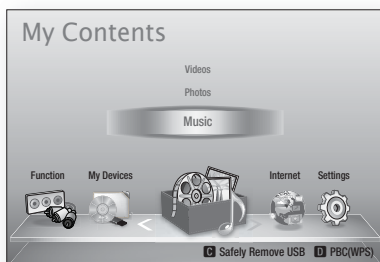 My Contents
Videos
Photos
Music
Function My Devices Internet Settings
C Safely Remove USB D PBC(WPS)